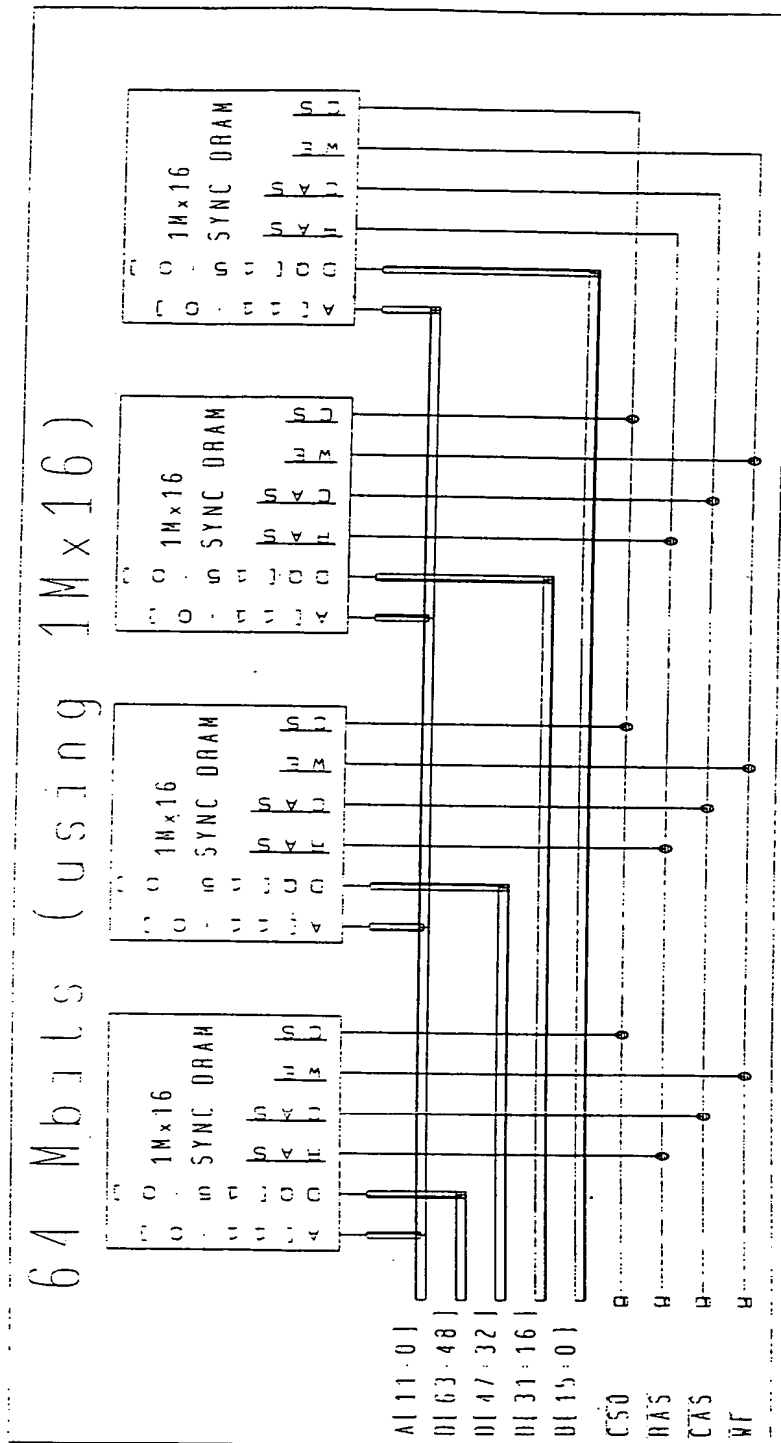 64 Mbits (using 1Mx16)
1Mx16
SYNC DRAM
A[11:0]
DQ[15:0]
RAS
CAS
WE
CS
1Mx16
SYNC DRAM
A[11:0]
DQ[15:0]
RAS
CAS
WE
CS
1Mx16
SYNC DRAM
A[11:0]
DQ[15:0]
RAS
CAS
WE
CS
1Mx16
SYNC DRAM
A[11:0]
DQ[15:0]
RAS
CAS
WE
CS
A[11:0]
D[63:48]
D[47:32]
D[31:16]
D[15:0]
CS0
RAS
CAS
WE